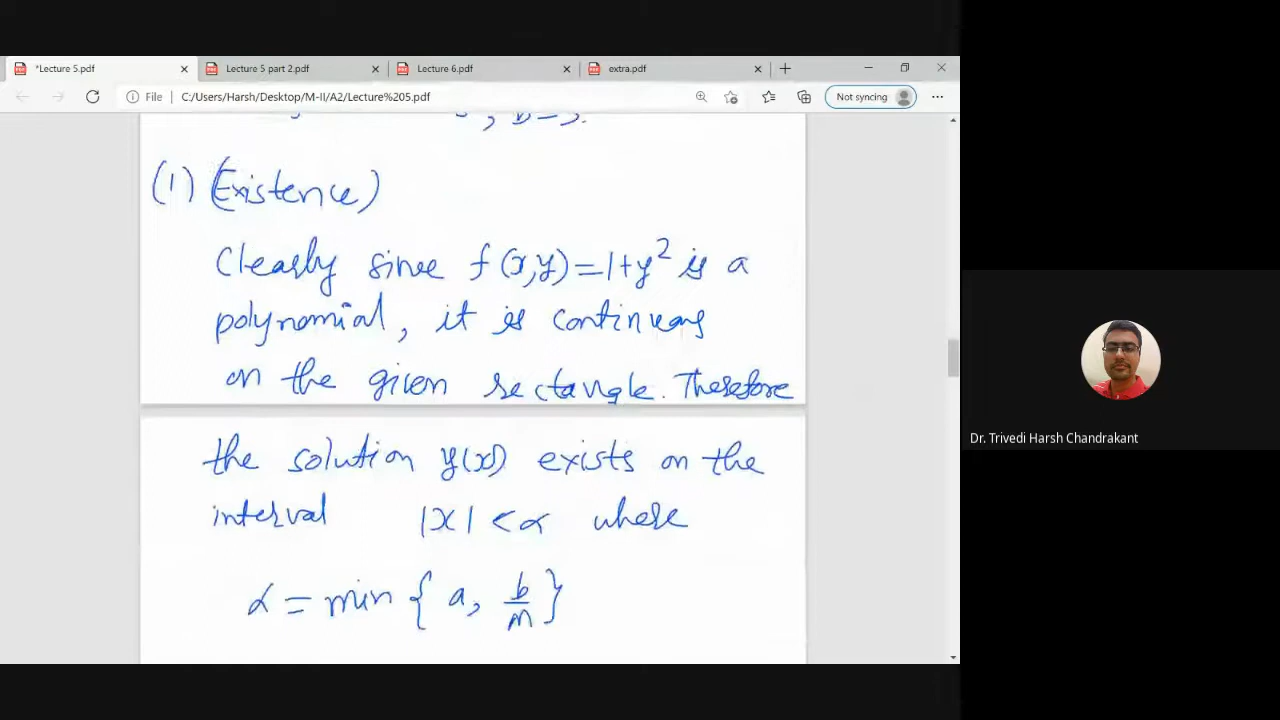 *Lecture 5.pdf
Lecture 5 part 2.pdf
Lecture 6.pdf
extra.pdf
File
C:/Users/Harsh/Desktop/M-II/A2/Lecture%205.pdf
Not syncing
(1) (Existence)
Clearly since f(x,y)=1+y² is a
polynomial, it is continuous
on the given rectangle. Therefore
the solution y(x) exists on the
interval |x| < α where
α = min { a, b/m }
Dr. Trivedi Harsh Chandrakant